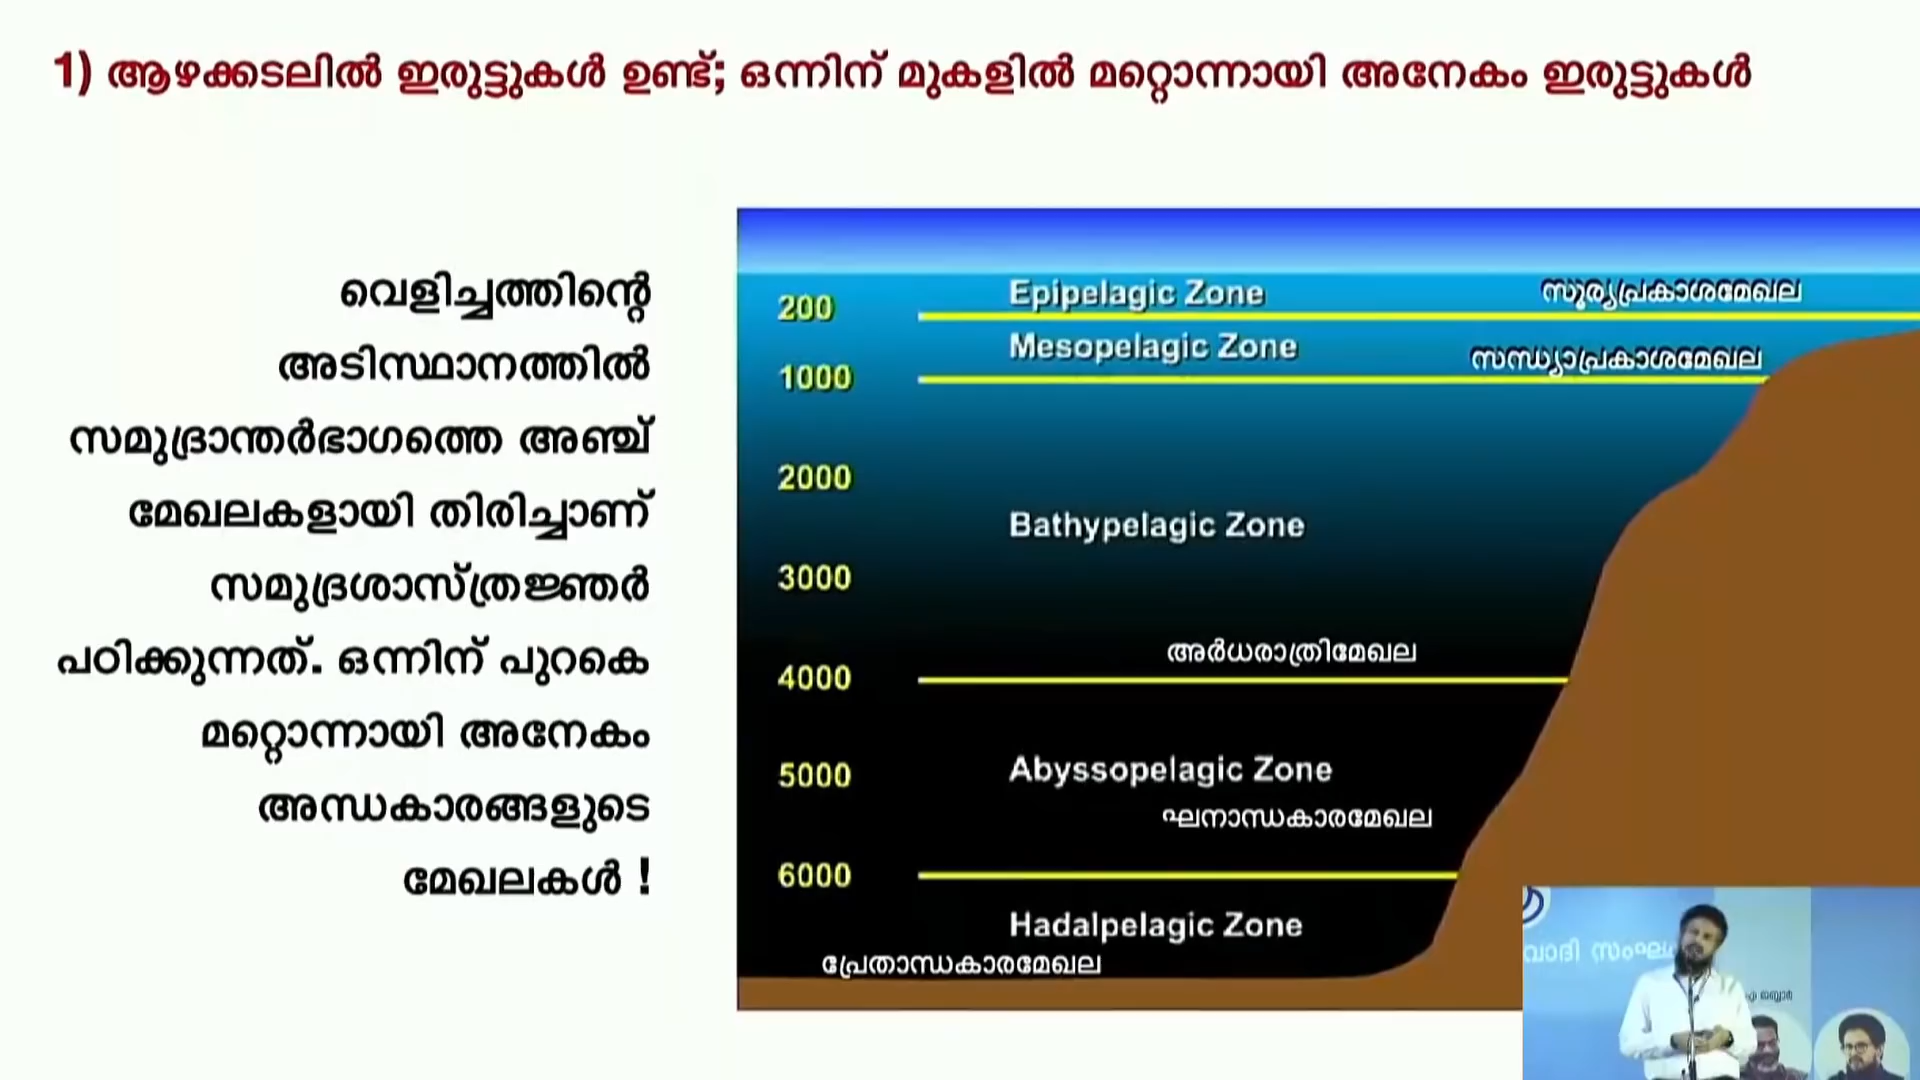 1) ആഴക്കടലിൽ ഇരുട്ടുകൾ ഉണ്ട്; ഒന്നിന് മുകളിൽ മറ്റൊന്നായി അനേകം ഇരുട്ടുകൾ
വെളിച്ചത്തിന്റെ
അടിസ്ഥാനത്തിൽ
സമുദ്രാന്തർഭാഗത്തെ അഞ്ച്
മേഖലകളായി തിരിച്ചാണ്
സമുദ്രശാസ്ത്രജ്ഞർ
പഠിക്കുന്നത്. ഒന്നിന് പുറകെ
മറ്റൊന്നായി അനേകം
അന്ധകാരങ്ങളുടെ
മേഖലകൾ !
Epipelagic Zone സൂര്യപ്രകാശമേഖല
200
Mesopelagic Zone സന്ധ്യാപ്രകാശമേഖല
1000
2000
Bathypelagic Zone
3000
അർധരാത്രിമേഖല
4000
Abyssopelagic Zone
5000
ഘനാന്ധകാരമേഖല
6000
Hadalpelagic Zone
പ്രേതാന്ധകാരമേഖല
വാദി